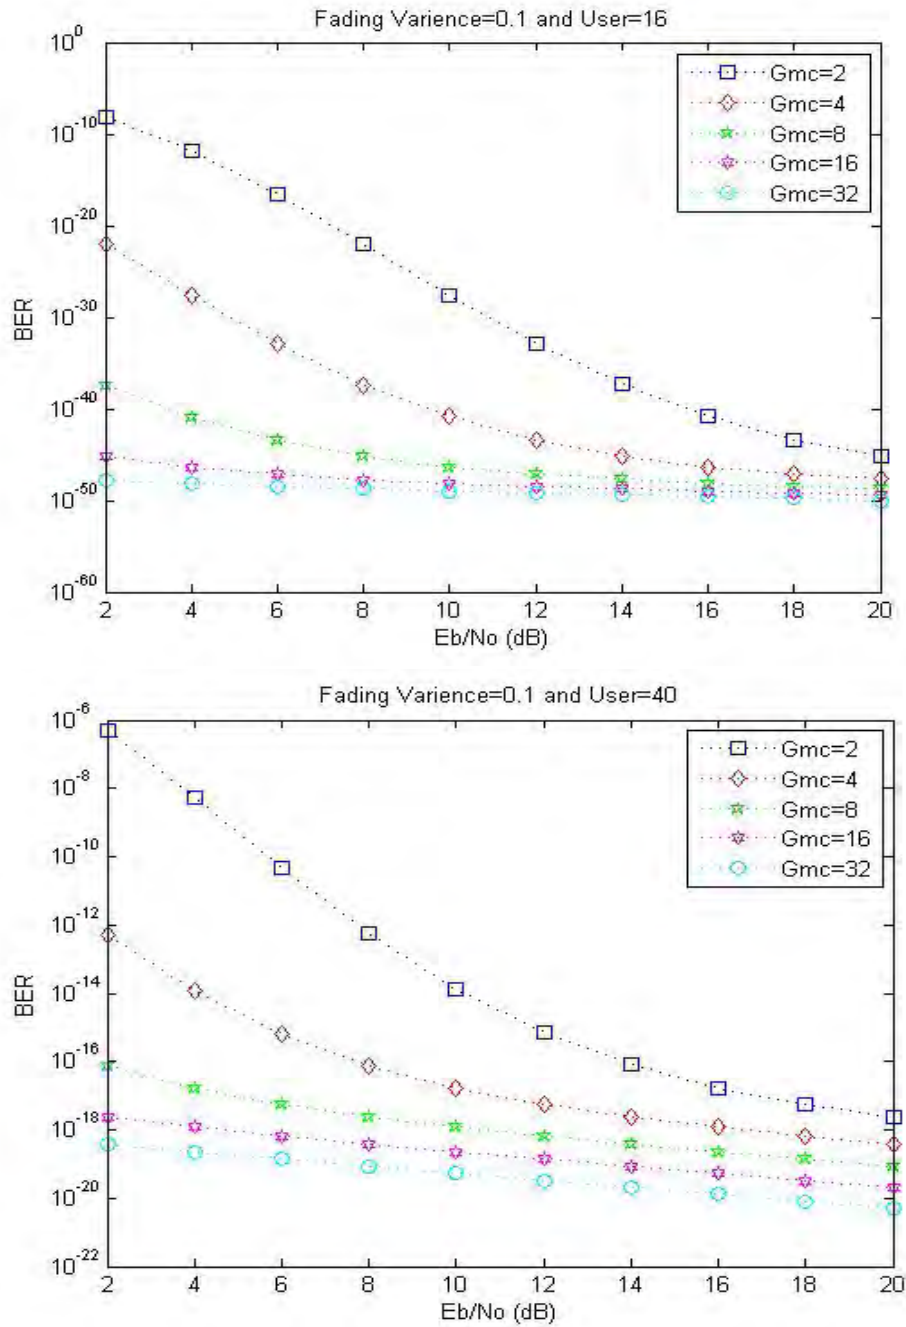 Fading Varience=0.1 and User=16
10^0
10^-10
10^-20
10^-30
10^-40
10^-50
10^-60
BER
Gmc=2
Gmc=4
Gmc=8
Gmc=16
Gmc=32
2 4 6 8 10 12 14 16 18 20
Eb/No (dB)
Fading Varience=0.1 and User=40
10^-6
10^-8
10^-10
10^-12
10^-14
10^-16
10^-18
10^-20
10^-22
BER
Gmc=2
Gmc=4
Gmc=8
Gmc=16
Gmc=32
2 4 6 8 10 12 14 16 18 20
Eb/No (dB)